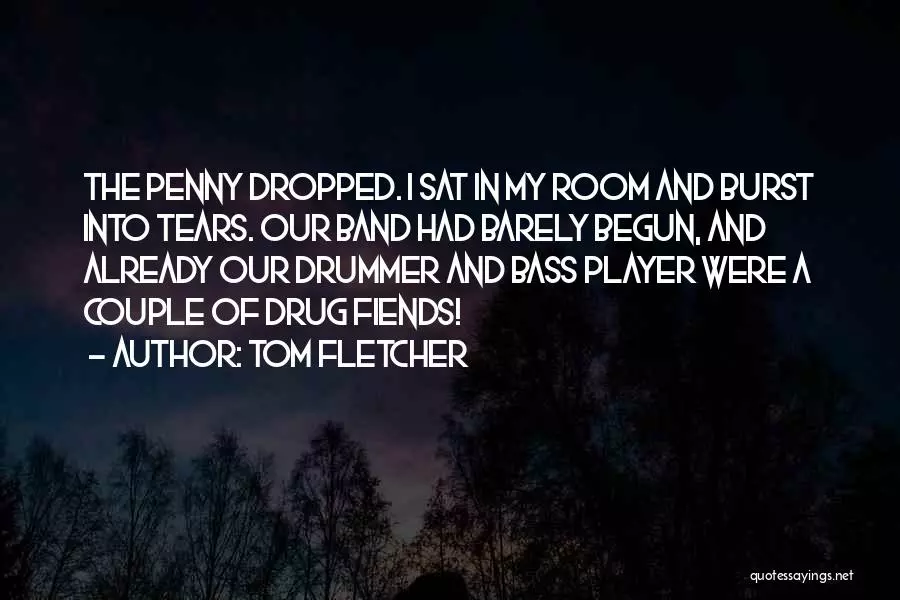 THE PENNY DROPPED. I SAT IN MY ROOM AND BURST
INTO TEARS. OUR BAND HAD BARELY BEGUN, AND
ALREADY OUR DRUMMER AND BASS PLAYER WERE A
COUPLE OF DRUG FIENDS!
- AUTHOR: TOM FLETCHER
quotessayings.net